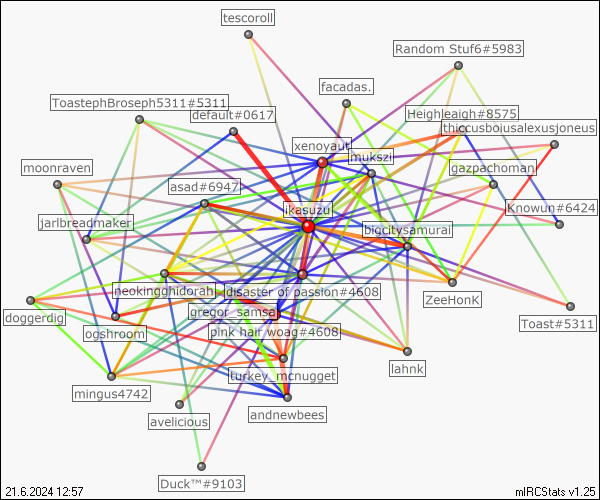 tescoroll
Random Stuf6#5983
facadas.
ToastephBroseph5311#5311
default#0617
Heighleigh#8575
thiccusboiusalexusjoneus
xenoyaut
mukszi
moonraven
gazpachoman
asad#6947
ikasuzu
Knowun#6424
jarlbreadmaker
bigcitysamurai
neokingghidorah
disaster of passion#4608
ZeeHonK
doggerdig
gregor_samsa
Toast#5311
ogshroom
pink hair woag#4608
lahnk
turkey_mcnugget
mingus4742
andnewbees
avelicious
Duck™#9103
21.6.2024 12:57
mIRCStats v1.25